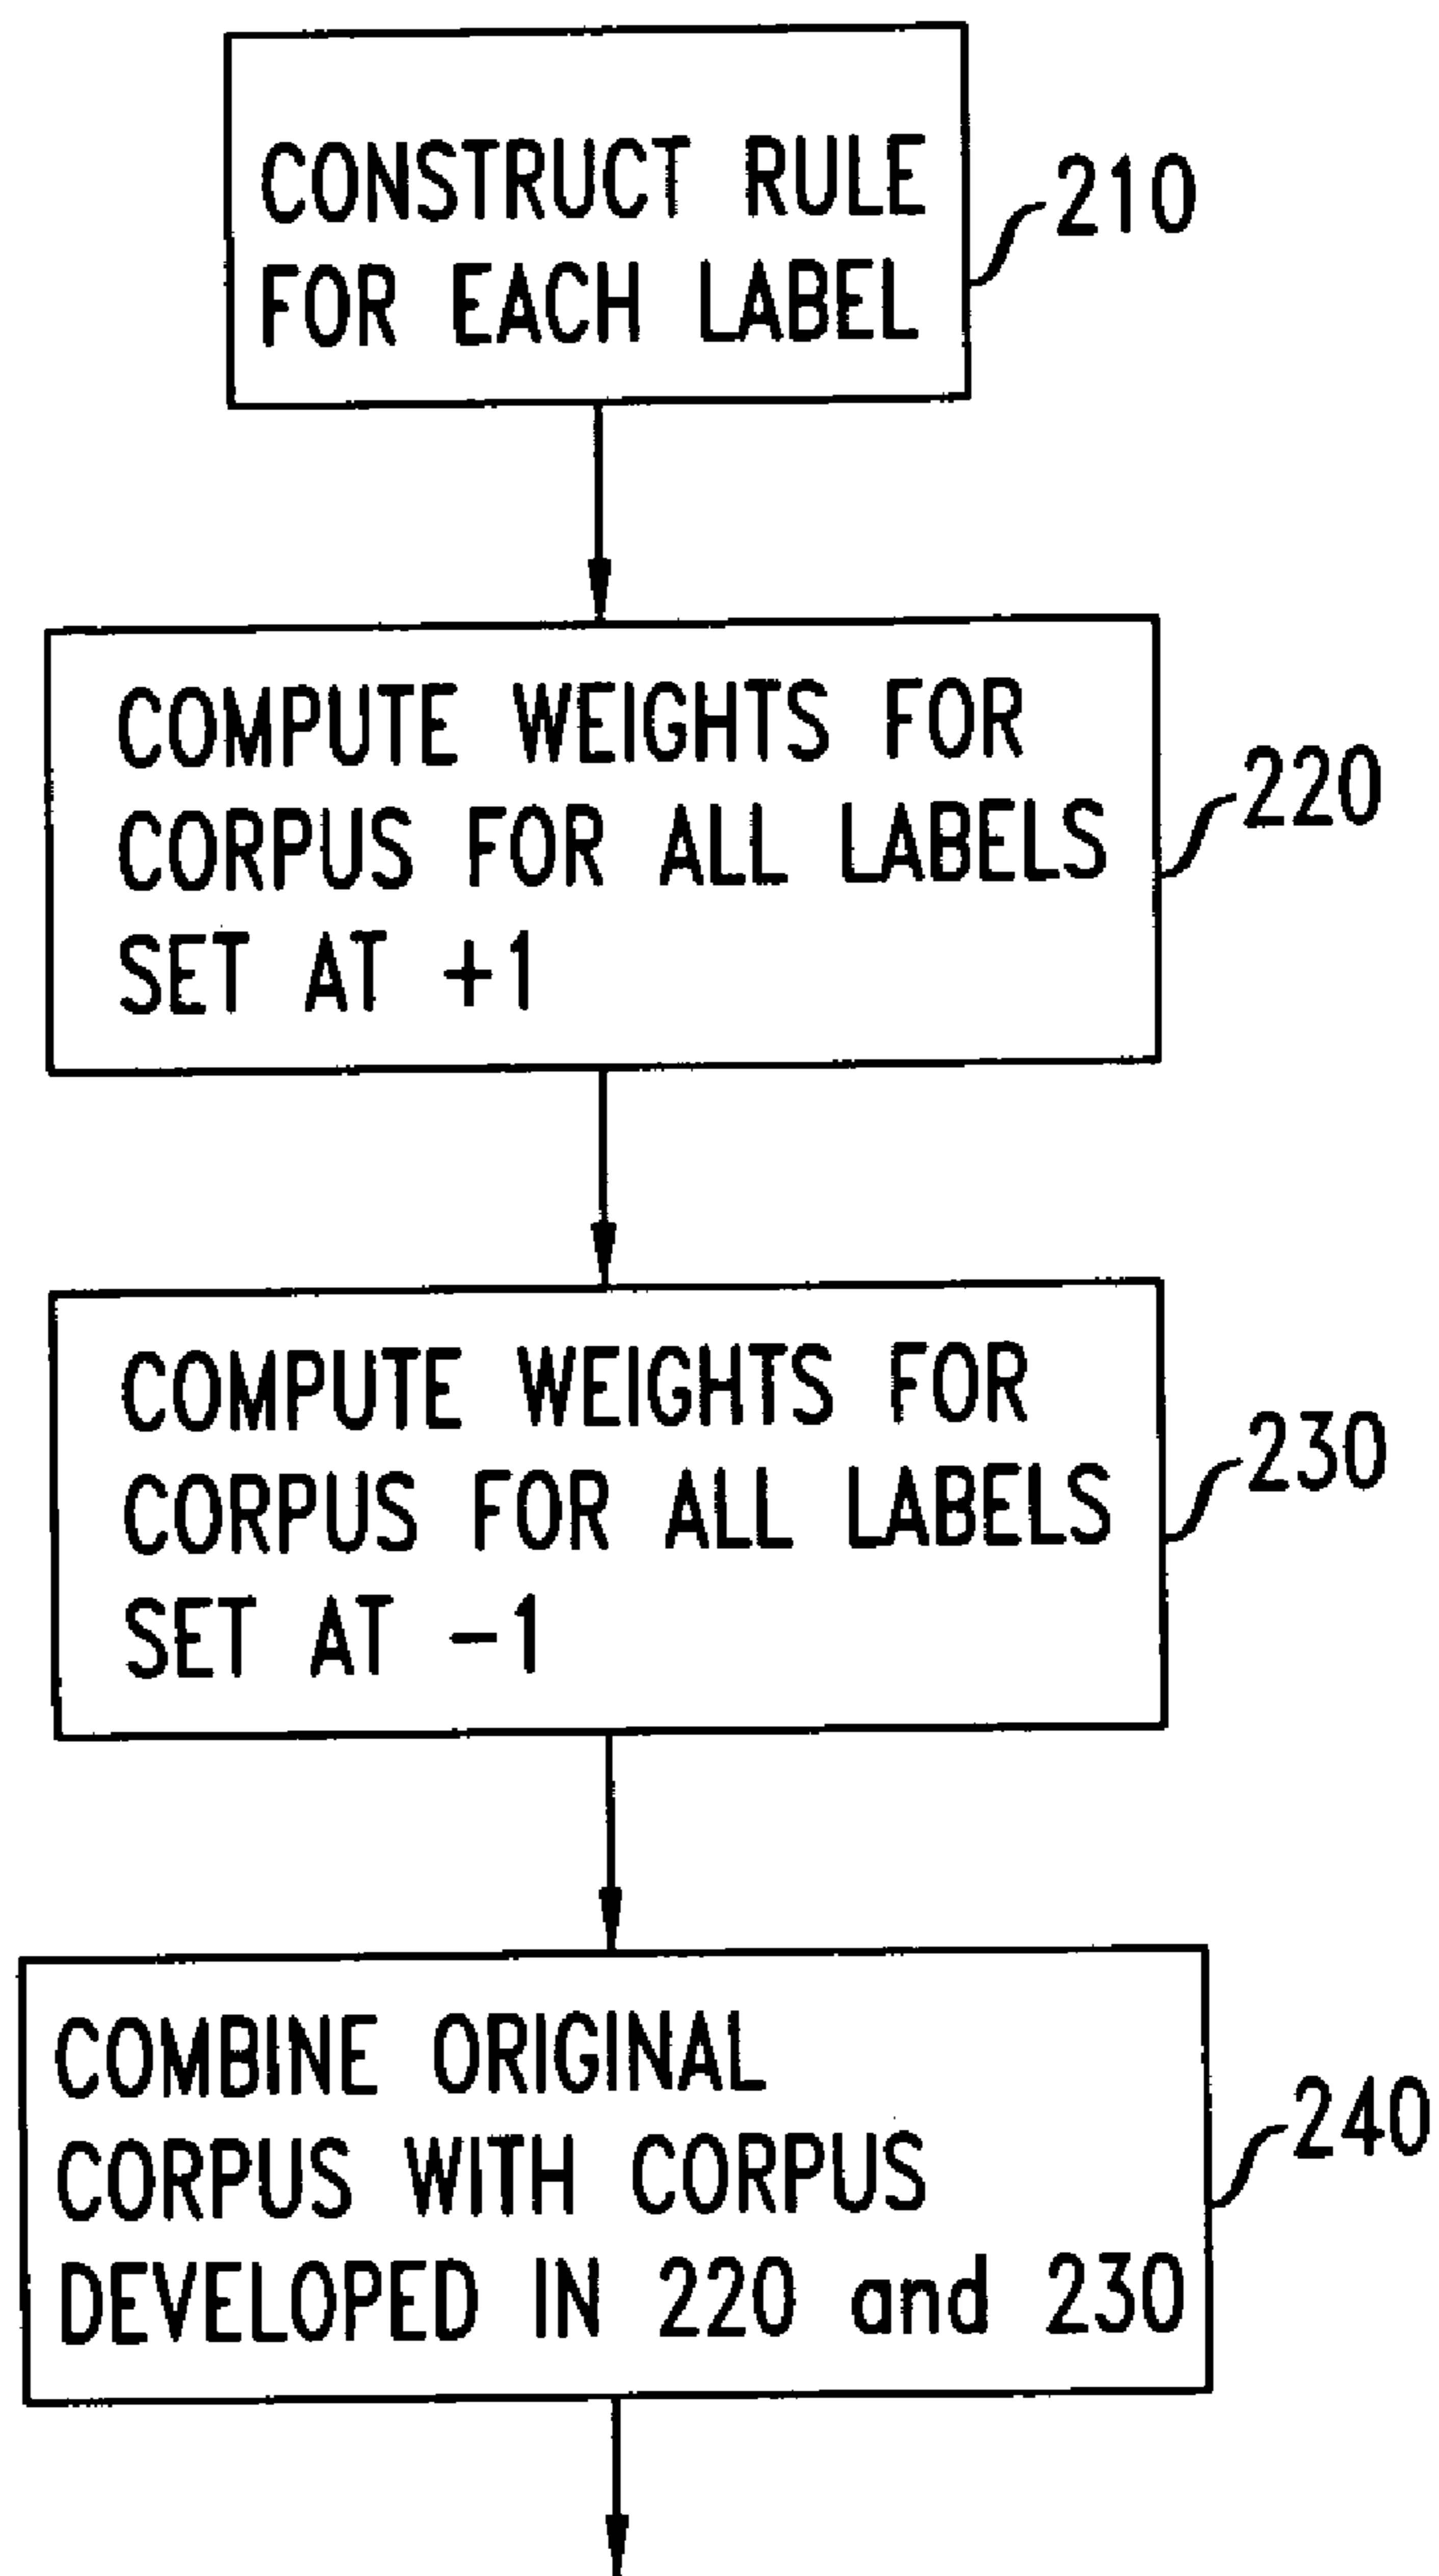 CONSTRUCT RULE
FOR EACH LABEL
210
COMPUTE WEIGHTS FOR
CORPUS FOR ALL LABELS
SET AT +1
220
COMPUTE WEIGHTS FOR
CORPUS FOR ALL LABELS
SET AT -1
230
COMBINE ORIGINAL
CORPUS WITH CORPUS
DEVELOPED IN 220 and 230
240